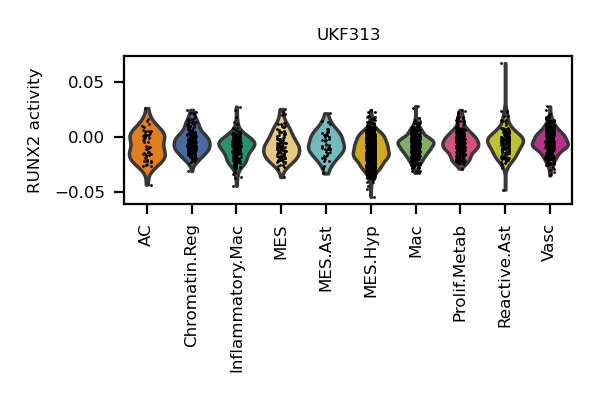 UKF313
RUNX2 activity
0.05
0.00
−0.05
AC
Chromatin.Reg
Inflammatory.Mac
MES
MES.Ast
MES.Hyp
Mac
Prolif.Metab
Reactive.Ast
Vasc